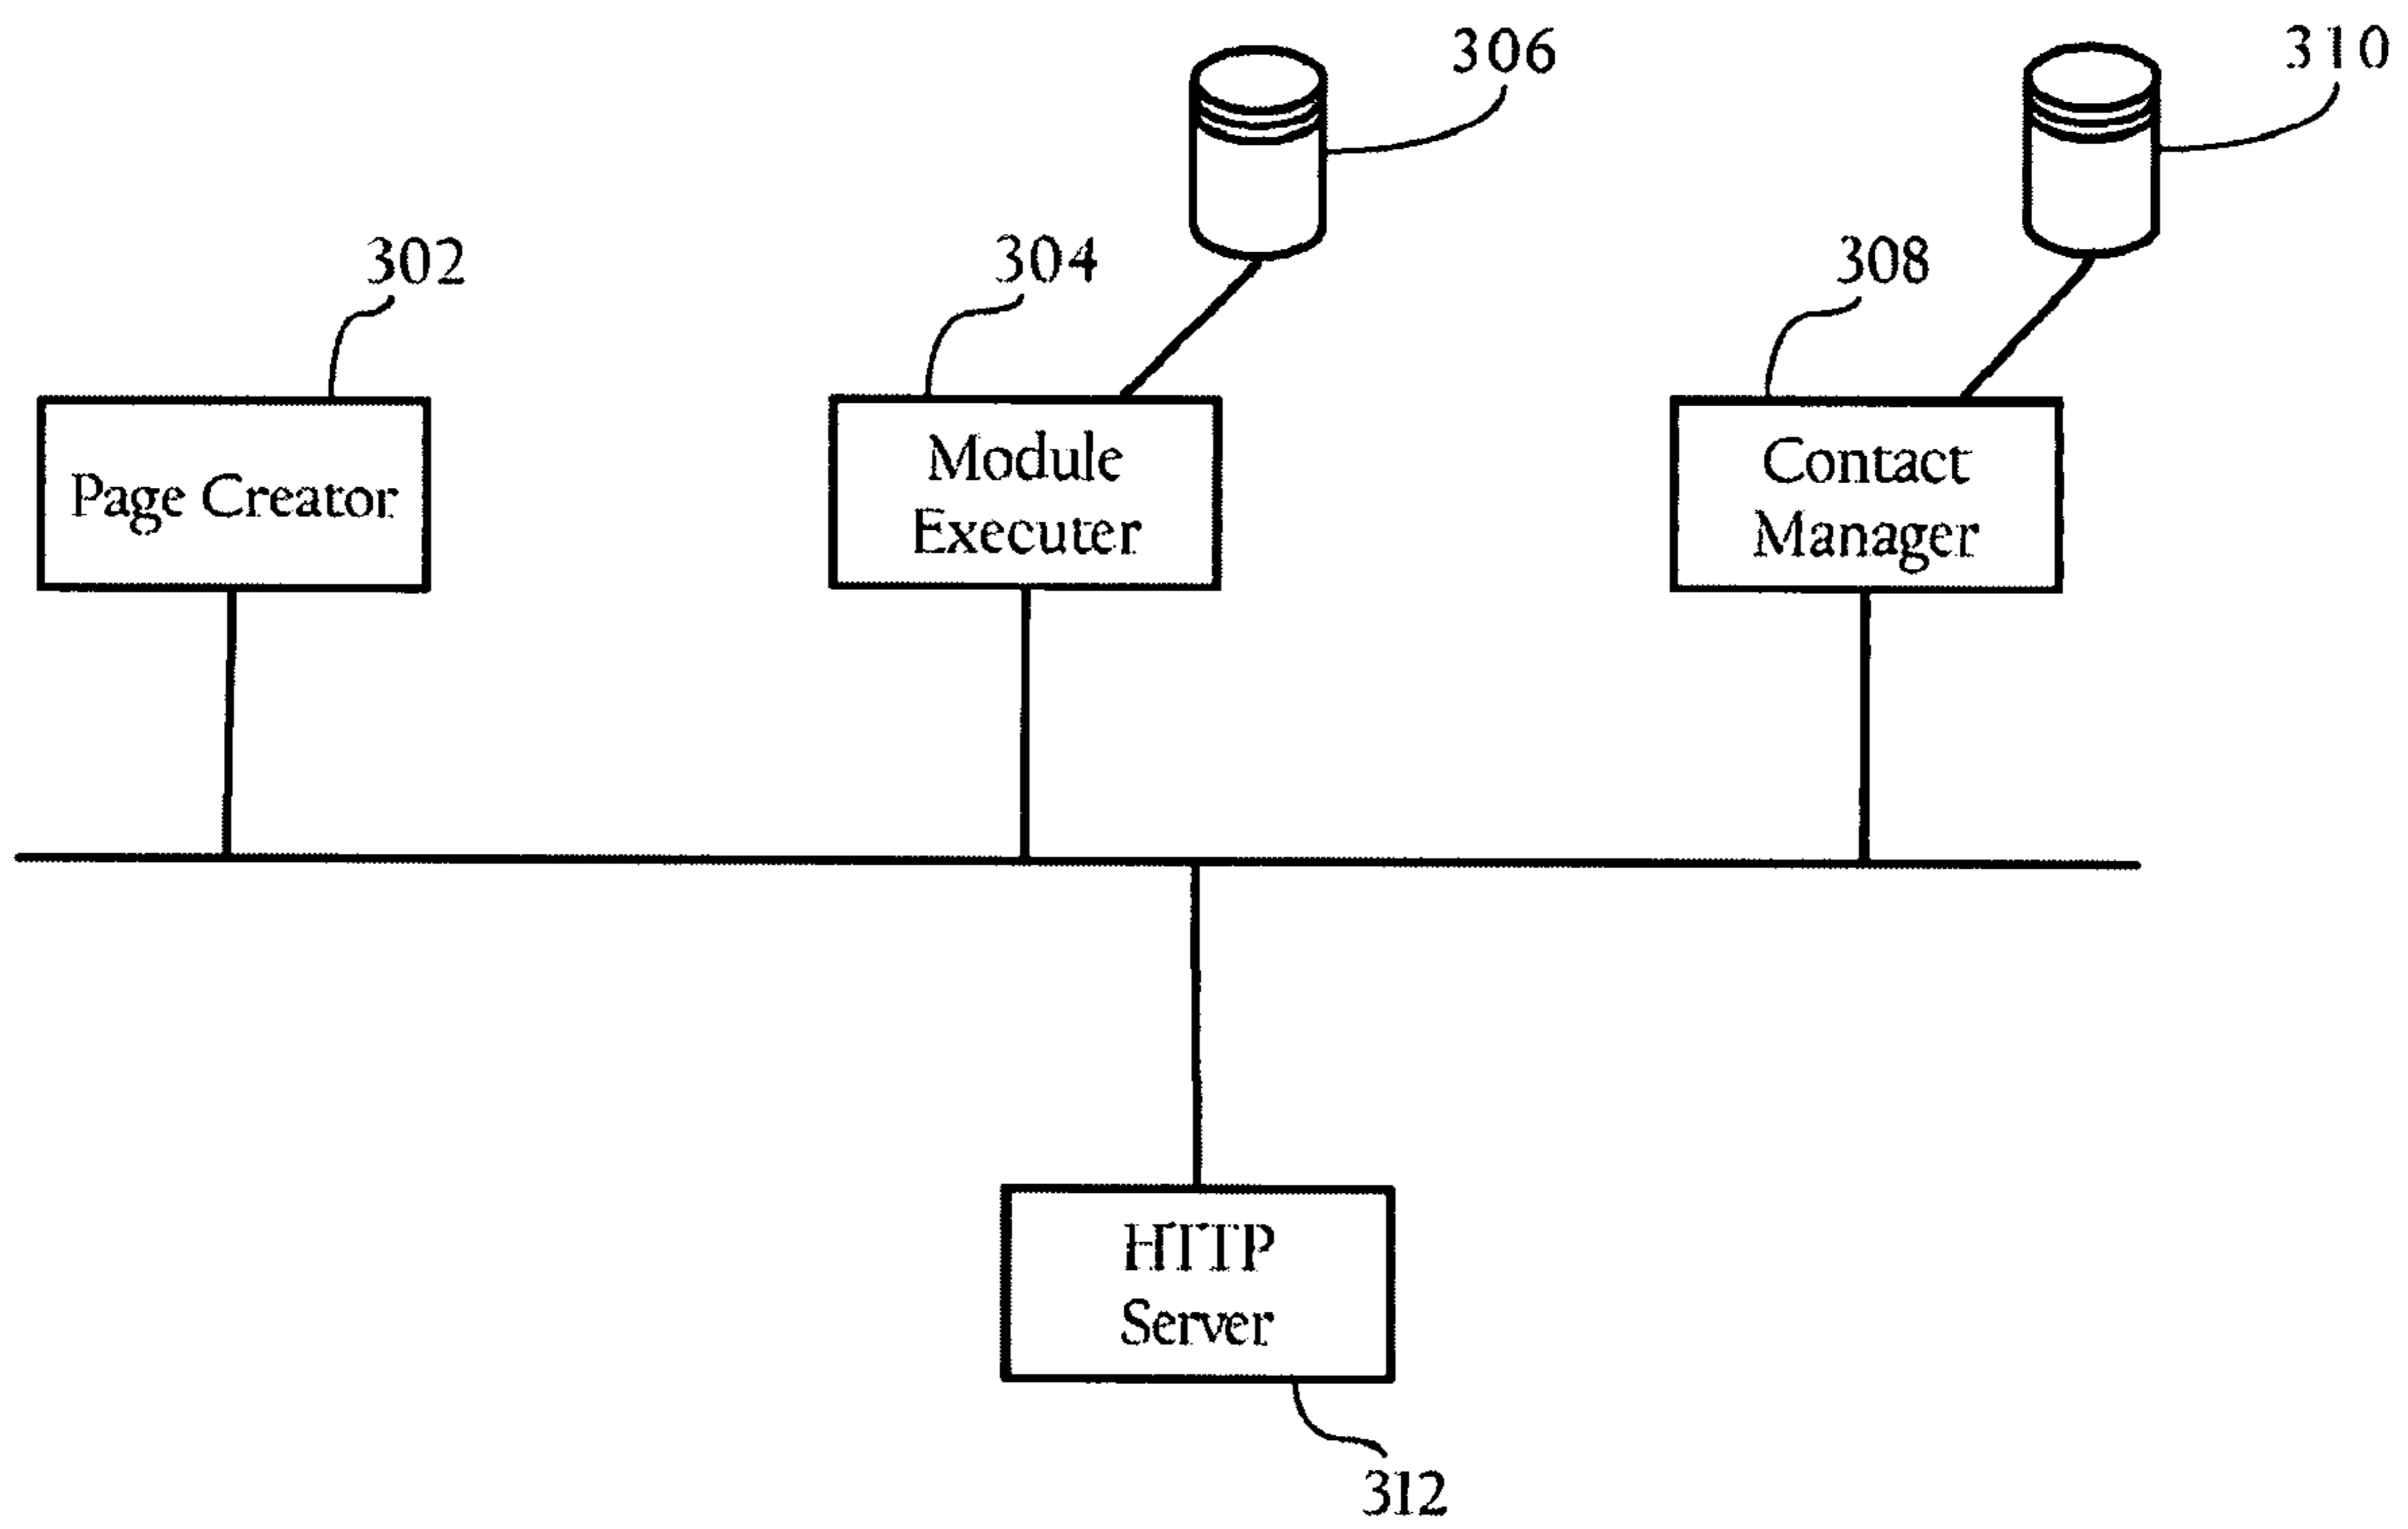 306
310
302
304
308
Page Creator
Module
Executer
Contact
Manager
HTTP
Server
312